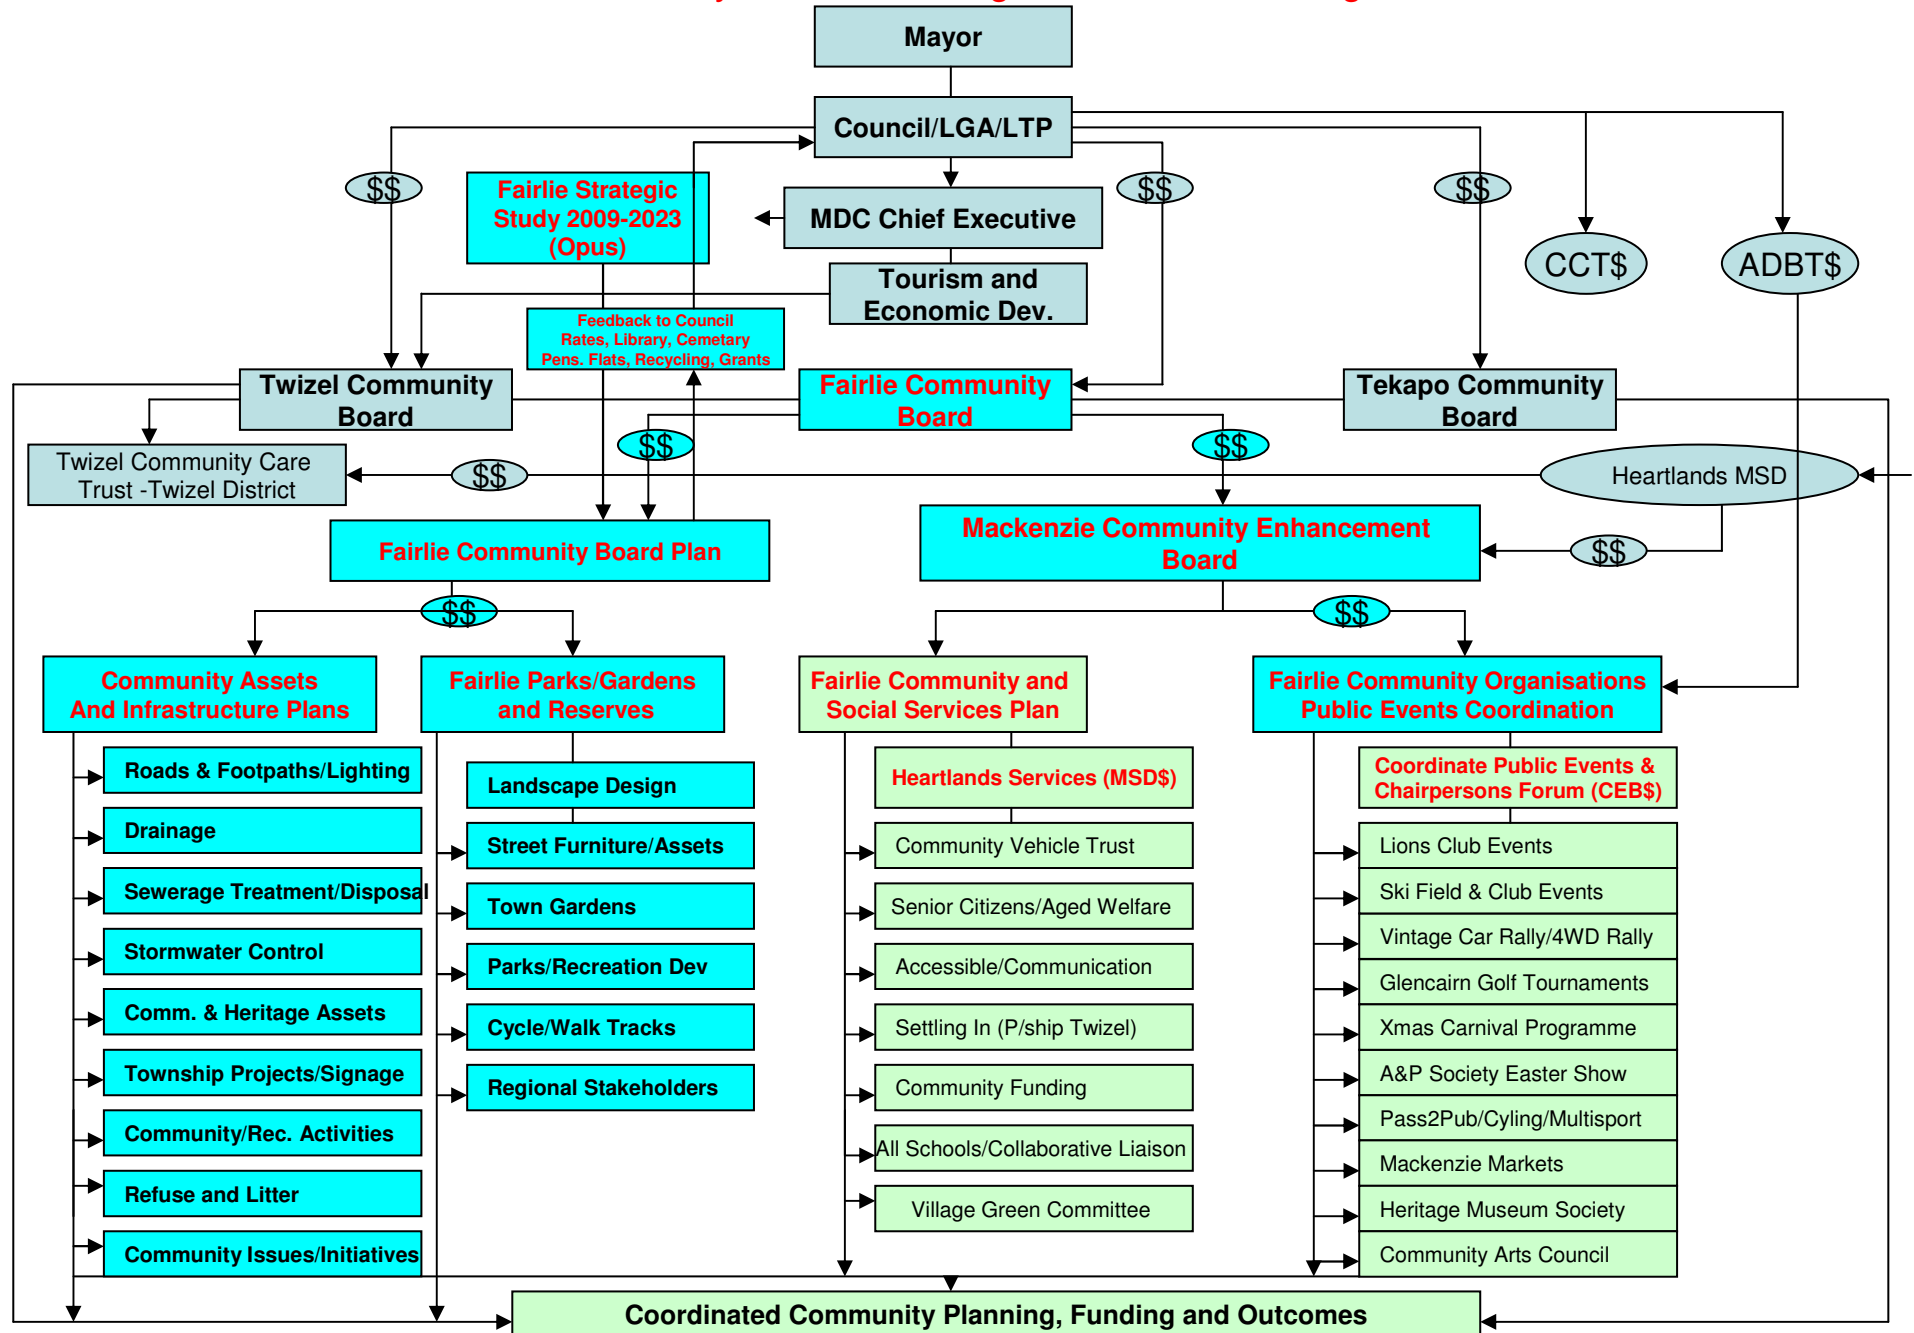 Mayor
Council/LGA/LTP
$$
Fairlie Strategic
Study 2009-2023
(Opus)
MDC Chief Executive
$$
$$
CCT$
ADBT$
Tourism and
Economic Dev.
Feedback to Council
Rates, Library, Cemetary
Pens. Flats, Recycling, Grants
Twizel Community
Board
Fairlie Community
Board
Tekapo Community
Board
$$
$$
Twizel Community Care
Trust -Twizel District
$$
Heartlands MSD
Fairlie Community Board Plan
Mackenzie Community Enhancement
Board
$$
$$
$$
Community Assets
And Infrastructure Plans
Fairlie Parks/Gardens
and Reserves
Fairlie Community and
Social Services Plan
Fairlie Community Organisations
Public Events Coordination
Roads & Footpaths/Lighting
Drainage
Sewerage Treatment/Disposal
Stormwater Control
Comm. & Heritage Assets
Township Projects/Signage
Community/Rec. Activities
Refuse and Litter
Community Issues/Initiatives
Landscape Design
Street Furniture/Assets
Town Gardens
Parks/Recreation Dev
Cycle/Walk Tracks
Regional Stakeholders
Heartlands Services (MSD$)
Community Vehicle Trust
Senior Citizens/Aged Welfare
Accessible/Communication
Settling In (P/ship Twizel)
Community Funding
All Schools/Collaborative Liaison
Village Green Committee
Coordinate Public Events &
Chairpersons Forum (CEB$)
Lions Club Events
Ski Field & Club Events
Vintage Car Rally/4WD Rally
Glencairn Golf Tournaments
Xmas Carnival Programme
A&P Society Easter Show
Pass2Pub/Cyling/Multisport
Mackenzie Markets
Heritage Museum Society
Community Arts Council
Coordinated Community Planning, Funding and Outcomes